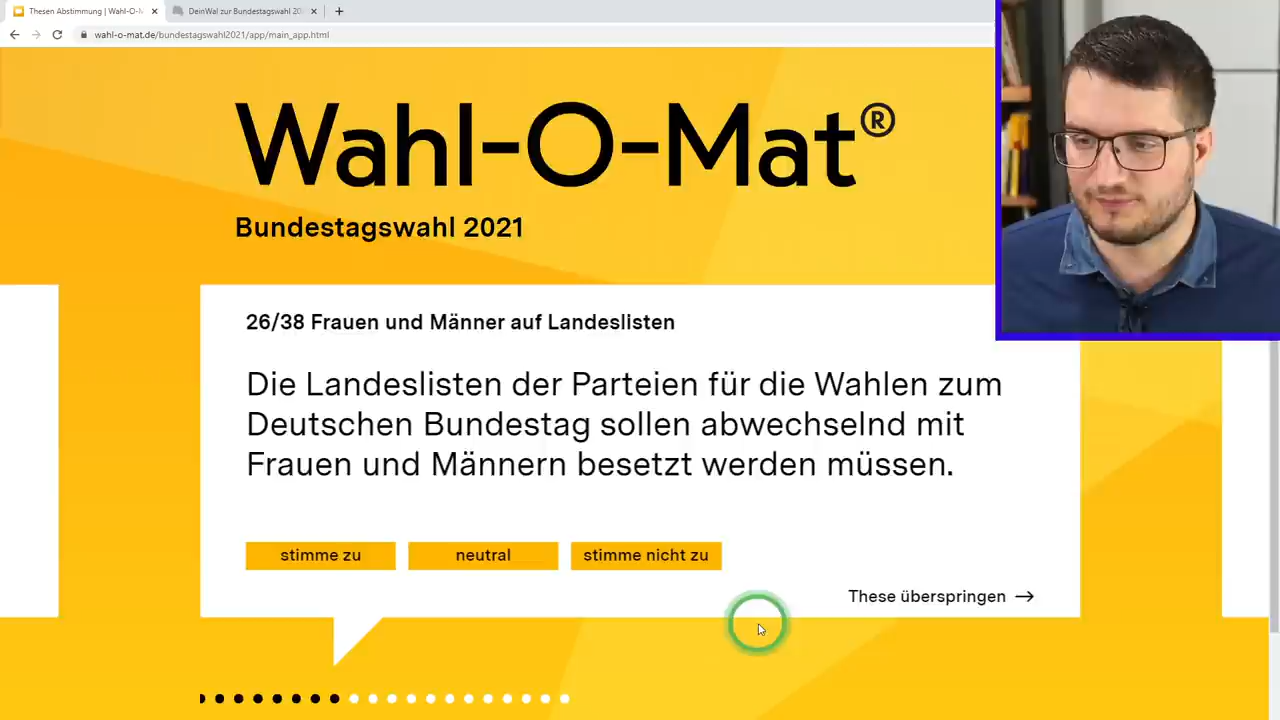 Thesen Abstimmung | Wahl-O-M
DeinWal zur Bundestagswahl 20
wahl-o-mat.de/bundestagswahl2021/app/main_app.html
Wahl-O-Mat®
Bundestagswahl 2021
26/38 Frauen und Männer auf Landeslisten
Die Landeslisten der Parteien für die Wahlen zum
Deutschen Bundestag sollen abwechselnd mit
Frauen und Männern besetzt werden müssen.
stimme zu
neutral
stimme nicht zu
These überspringen →